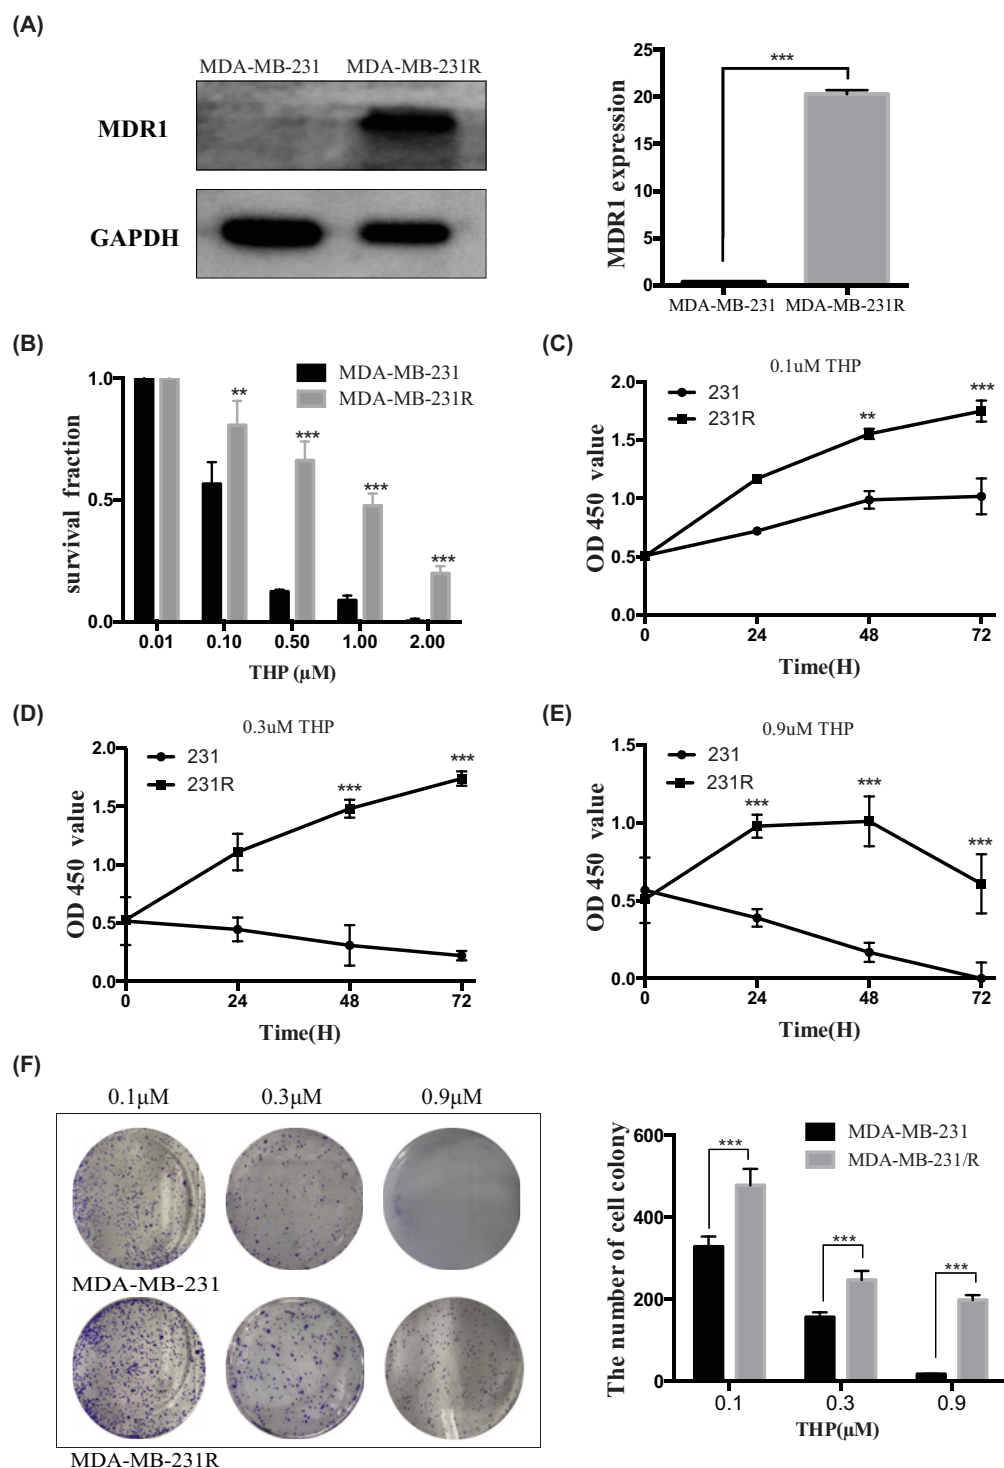 (A)
MDA-MB-231 MDA-MB-231R
MDR1
GAPDH
MDR1 expression
25
20
15
10
5
0
***
MDA-MB-231 MDA-MB-231R
(B)
survival fraction
1.0
0.5
0.0
MDA-MB-231
MDA-MB-231R
** *** *** ***
0.01 0.10 0.50 1.00 2.00
THP (μM)
(C)
0.1uM THP
OD 450 value
2.0
1.5
1.0
0.5
0.0
231
231R
** ***
0 24 48 72
Time(H)
(D)
0.3uM THP
OD 450 value
2.0
1.5
1.0
0.5
0.0
231
231R
*** ***
0 24 48 72
Time(H)
(E)
0.9uM THP
OD 450 value
1.5
1.0
0.5
0.0
231
231R
*** *** ***
0 24 48 72
Time(H)
(F)
0.1μM 0.3μM 0.9μM
MDA-MB-231
MDA-MB-231R
The number of cell colony
600
400
200
0
MDA-MB-231
MDA-MB-231/R
*** *** ***
0.1 0.3 0.9
THP(μM)